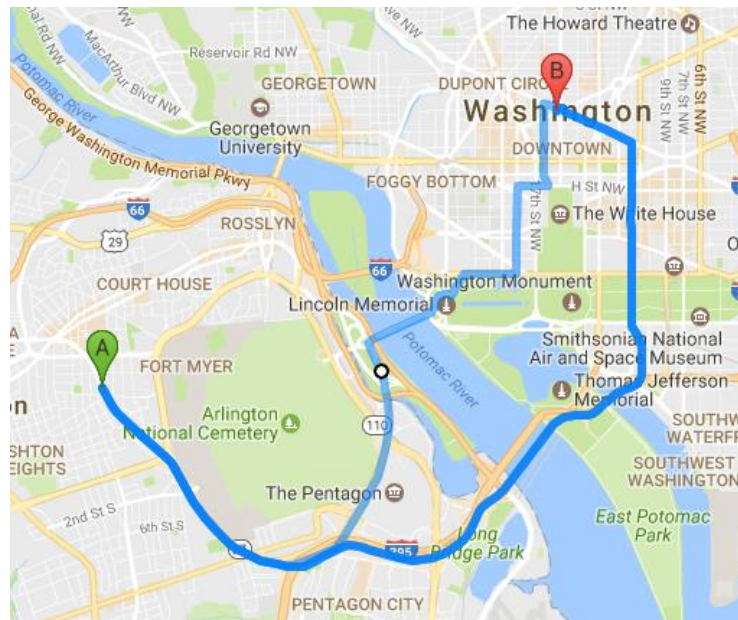 The Howard Theatre
Reservoir Rd NW
MacArthur Blvd NW
Potomac River
GEORGETOWN
DUPONT CIRC
B
6th St NW
7th St NW
9th St NW
Washington
Georgetown
University
George Washington Memorial Pkwy
DOWNTOWN
FOGGY BOTTOM
H St NW
17th St NW
66
ROSSLYN
The White House
29
66
COURT HOUSE
Washington Monument
Lincoln Memorial
A
Potomac River
Smithsonian National
Air and Space Museum
FORT MYER
Thomas Jefferson
Memorial
on
Arlington
National Cemetery
110
SOUTHW
WATERF
SHTON
EIGHTS
SOUTHWEST
WASHINGTON
The Pentagon
2nd St S
6th St S
East Potomac
Park
395
Long
Bridge Park
PENTAGON CITY